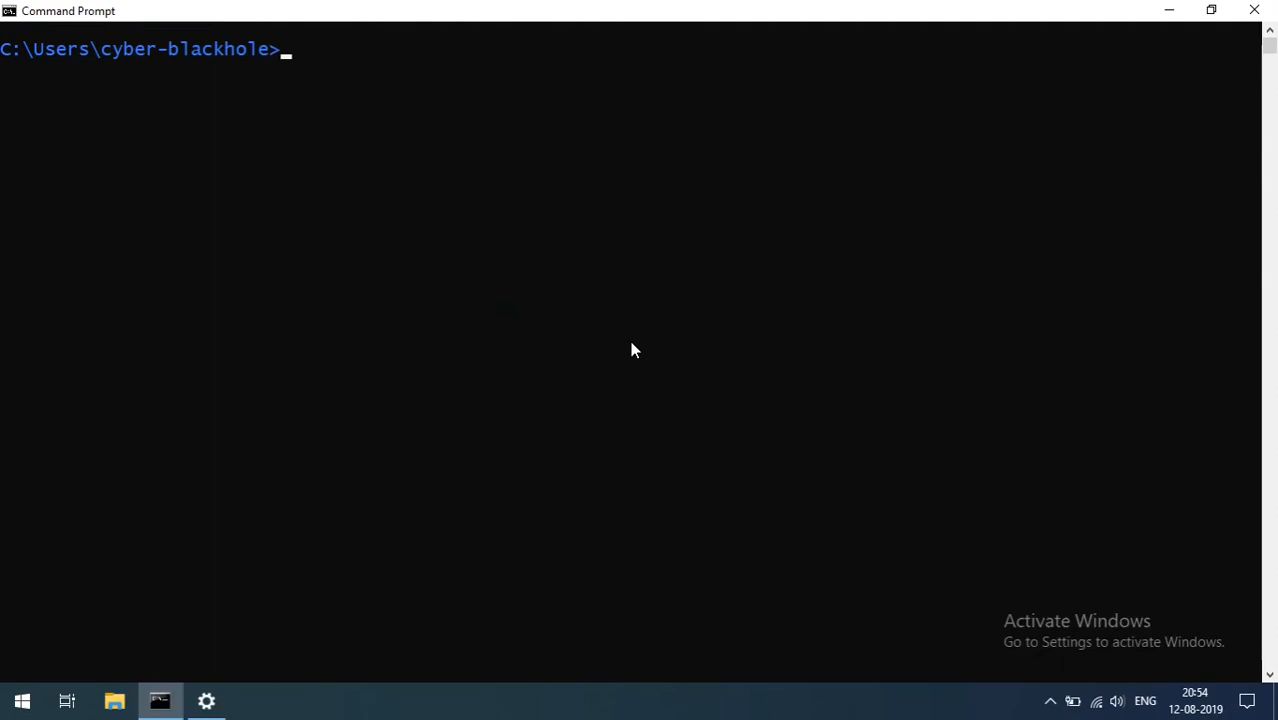 Command Prompt
C:\Users\cyber-blackhole>_
Activate Windows
Go to Settings to activate Windows.
ENG
20:54
12-08-2019